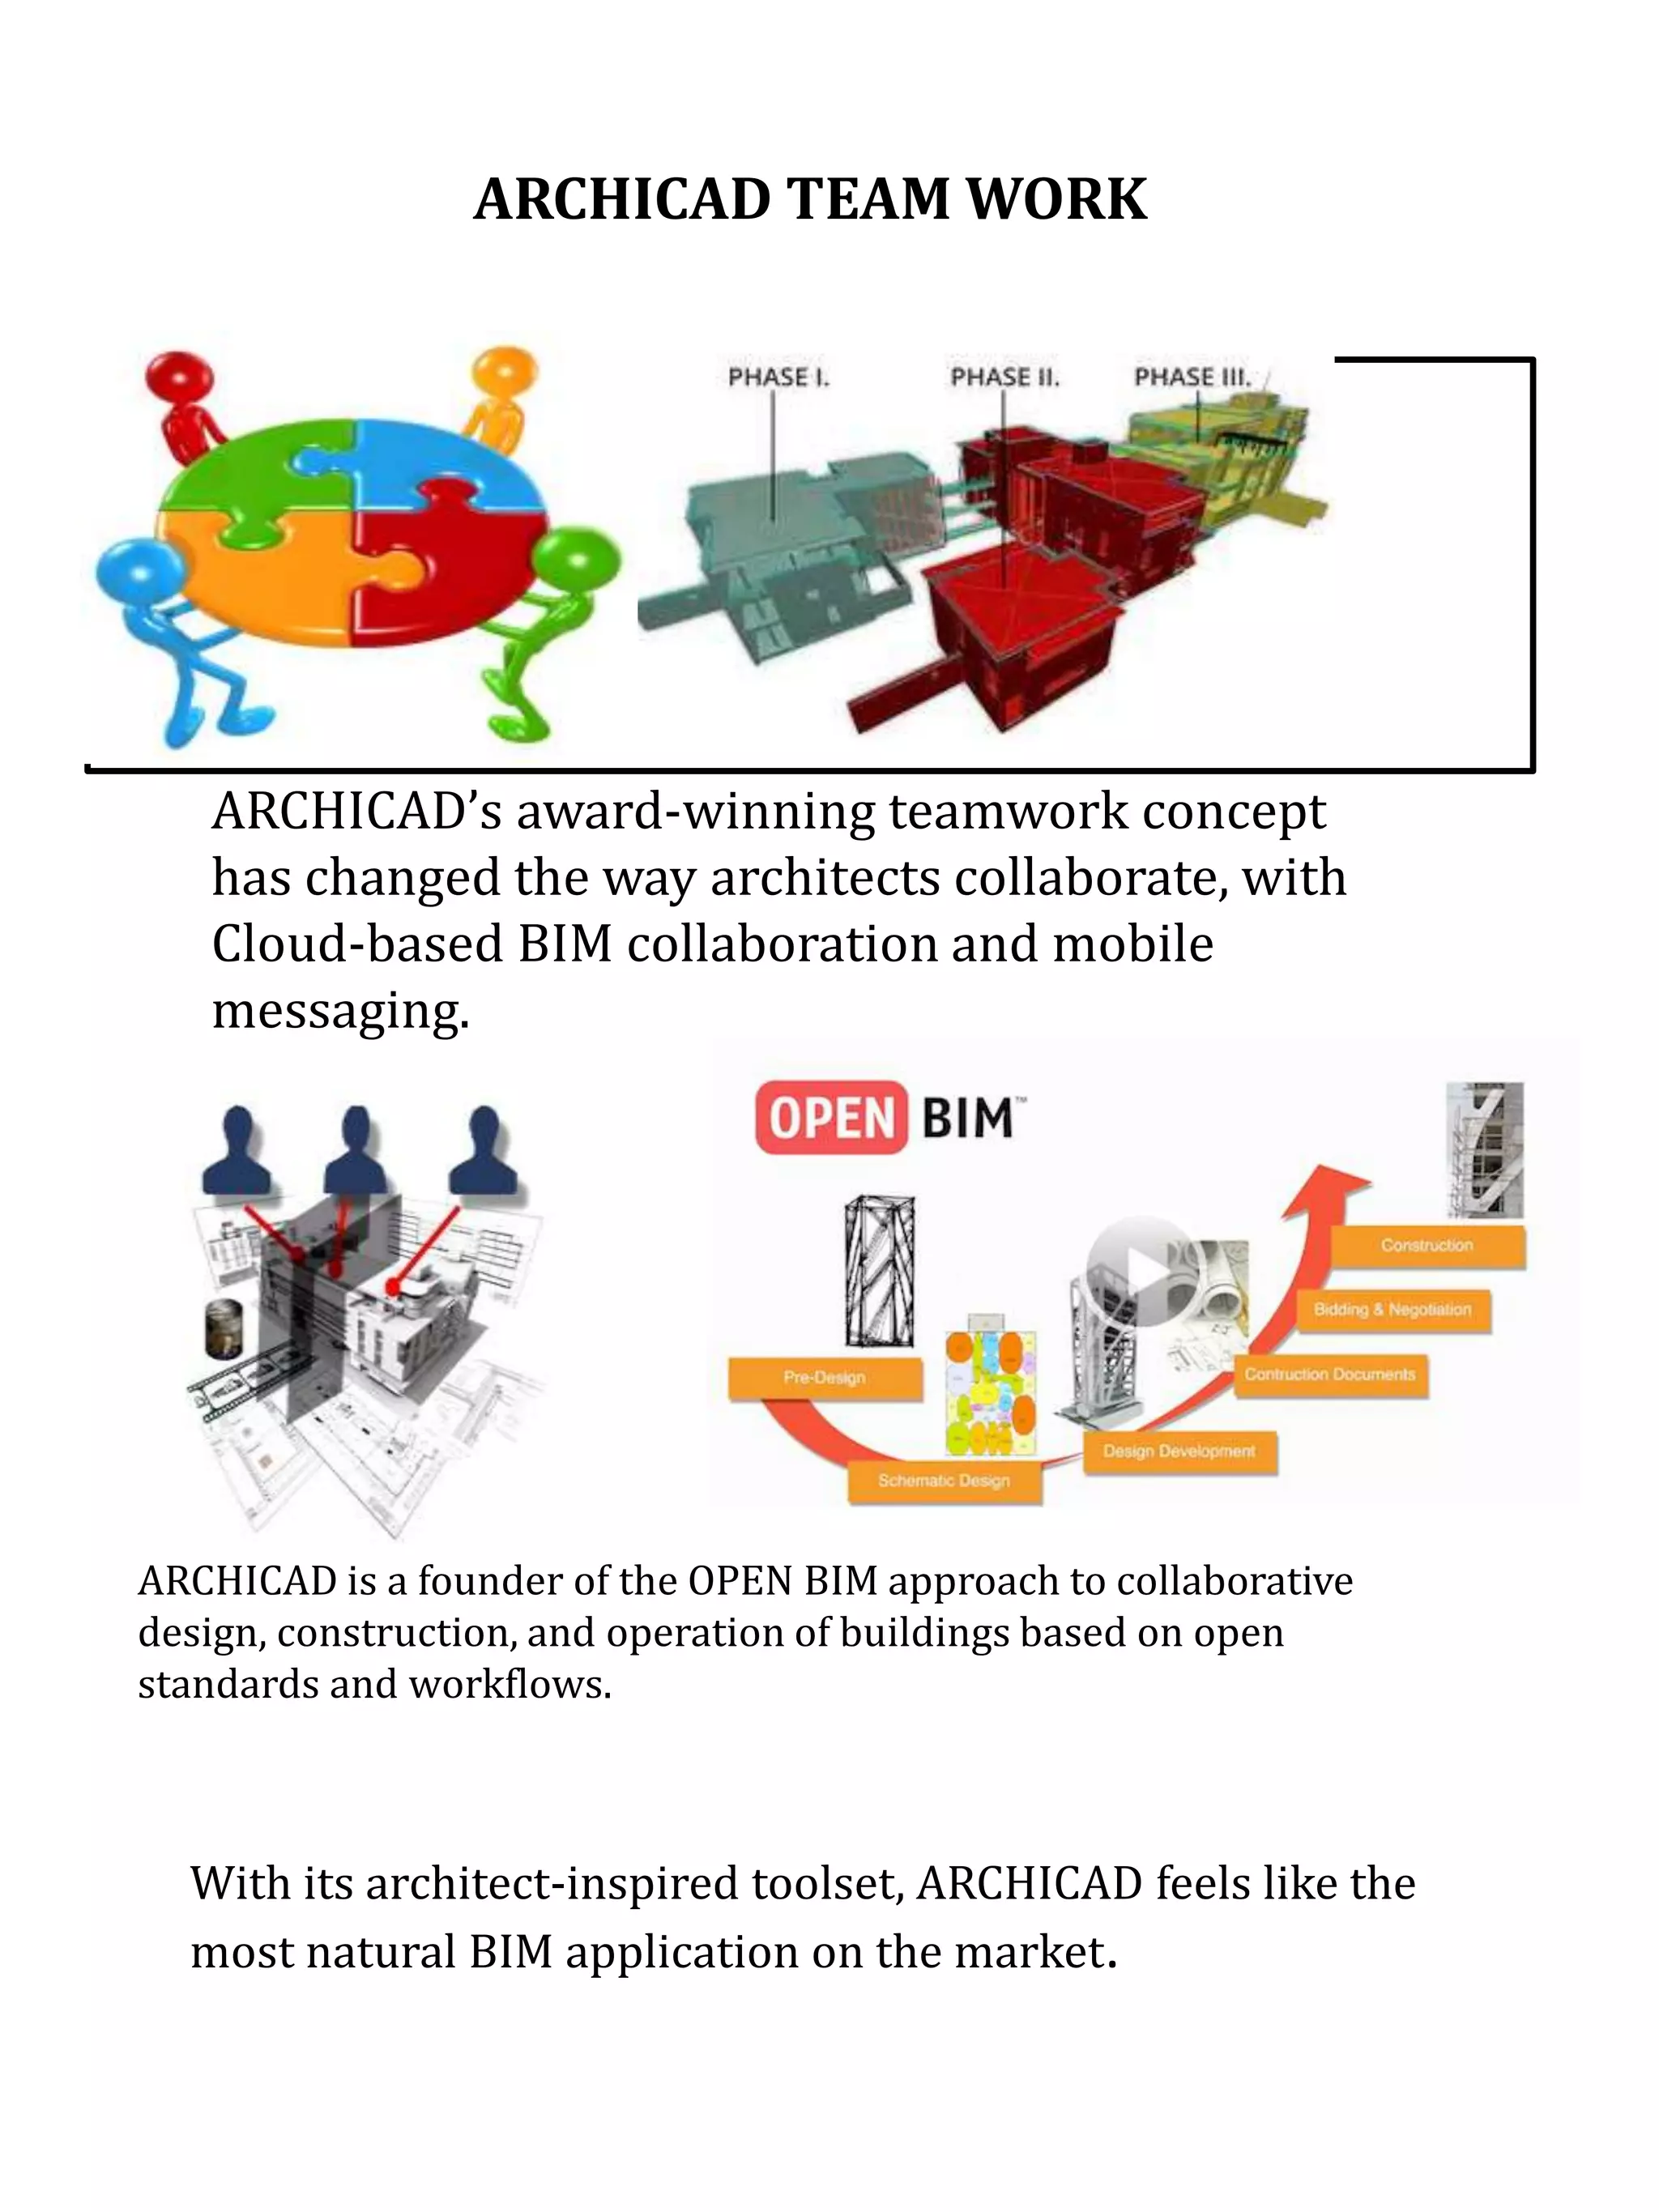 ARCHICAD TEAM WORK
PHASE I.
PHASE II.
PHASE III.
ARCHICAD’s award-winning teamwork concept
has changed the way architects collaborate, with
Cloud-based BIM collaboration and mobile
messaging.
OPEN BIM™
Construction
Bidding & Negotiation
Contruction Documents
Pre-Design
Design Development
Schematic Design
ARCHICAD is a founder of the OPEN BIM approach to collaborative
design, construction, and operation of buildings based on open
standards and workflows.
With its architect-inspired toolset, ARCHICAD feels like the
most natural BIM application on the market.